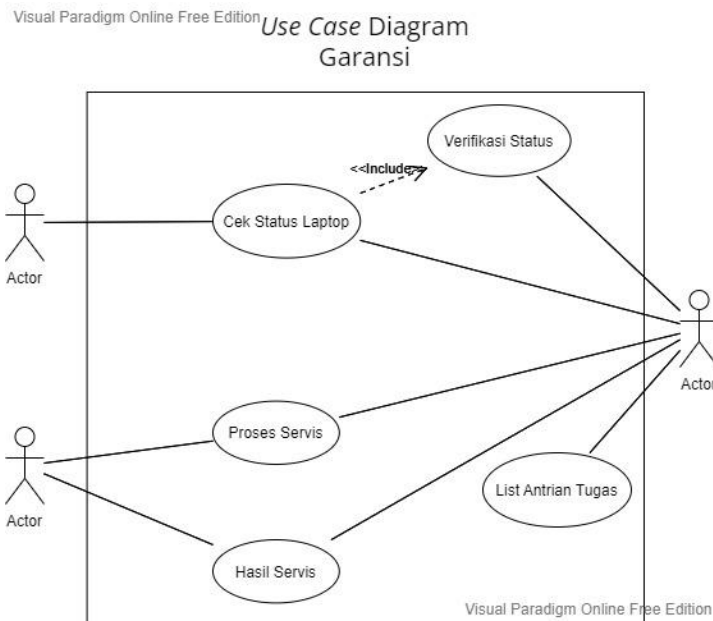 Visual Paradigm Online Free Edition
Use Case Diagram
Garansi
Verifikasi Status
<<Include>>
Cek Status Laptop
Actor
Actor
Proses Servis
List Antrian Tugas
Actor
Hasil Servis
Visual Paradigm Online Free Edition